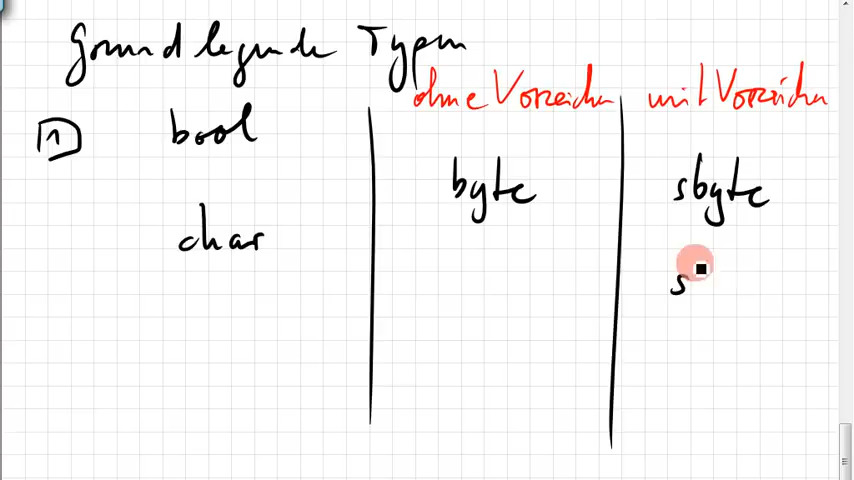 Grundlegende Typen
ohne Vorzeichen mit Vorzeichen
1 bool
byte sbyte
char
s